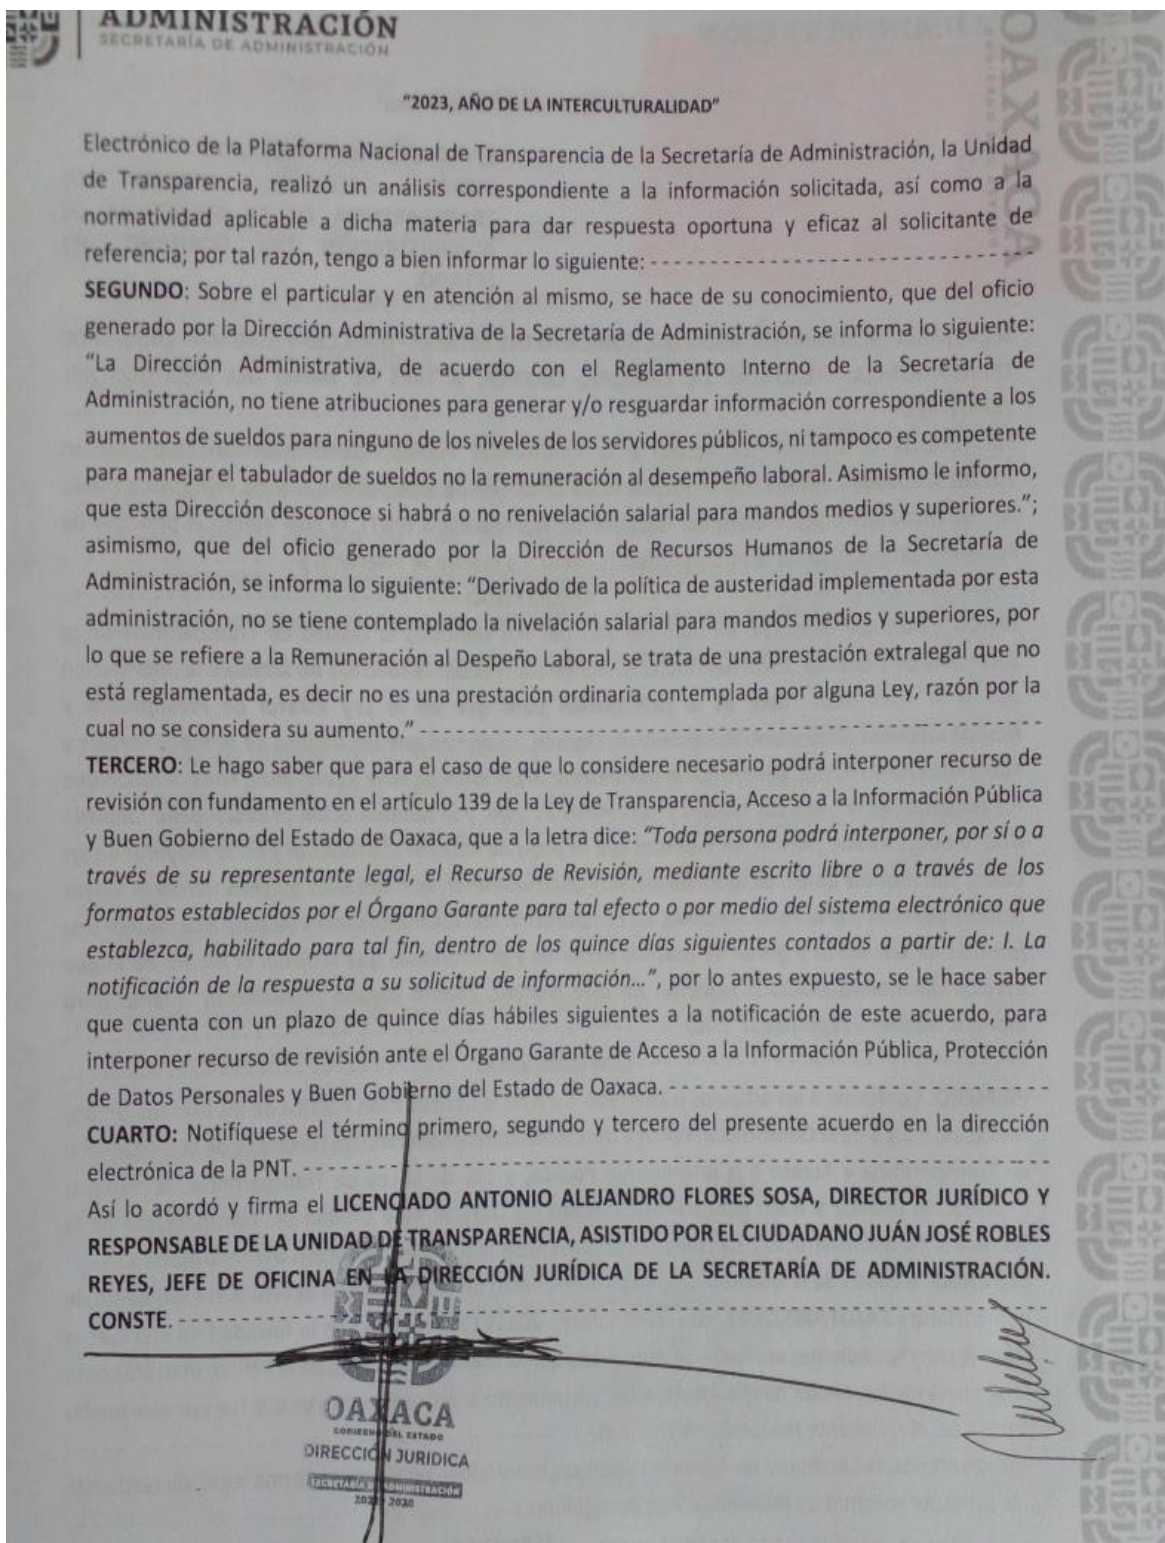 ADMINISTRACIÓN
SECRETARÍA DE ADMINISTRACIÓN
OAXACA
"2023, AÑO DE LA INTERCULTURALIDAD"
Electrónico de la Plataforma Nacional de Transparencia de la Secretaría de Administración, la Unidad
de Transparencia, realizó un análisis correspondiente a la información solicitada, así como a la
normatividad aplicable a dicha materia para dar respuesta oportuna y eficaz al solicitante de
referencia; por tal razón, tengo a bien informar lo siguiente: - - - - - - - - - - - - - - - - - - - - - - - - - - - - - -
SEGUNDO: Sobre el particular y en atención al mismo, se hace de su conocimiento, que del oficio
generado por la Dirección Administrativa de la Secretaría de Administración, se informa lo siguiente:
"La Dirección Administrativa, de acuerdo con el Reglamento Interno de la Secretaría de
Administración, no tiene atribuciones para generar y/o resguardar información correspondiente a los
aumentos de sueldos para ninguno de los niveles de los servidores públicos, ni tampoco es competente
para manejar el tabulador de sueldos no la remuneración al desempeño laboral. Asimismo le informo,
que esta Dirección desconoce si habrá o no renivelación salarial para mandos medios y superiores.";
asimismo, que del oficio generado por la Dirección de Recursos Humanos de la Secretaría de
Administración, se informa lo siguiente: "Derivado de la política de austeridad implementada por esta
administración, no se tiene contemplado la nivelación salarial para mandos medios y superiores, por
lo que se refiere a la Remuneración al Despeño Laboral, se trata de una prestación extralegal que no
está reglamentada, es decir no es una prestación ordinaria contemplada por alguna Ley, razón por la
cual no se considera su aumento." - - - - - - - - - - - - - - - - - - - - - - - - - - - - - - - - - - - - - - - - - - - - - - - -
TERCERO: Le hago saber que para el caso de que lo considere necesario podrá interponer recurso de
revisión con fundamento en el artículo 139 de la Ley de Transparencia, Acceso a la Información Pública
y Buen Gobierno del Estado de Oaxaca, que a la letra dice: "Toda persona podrá interponer, por sí o a
través de su representante legal, el Recurso de Revisión, mediante escrito libre o a través de los
formatos establecidos por el Órgano Garante para tal efecto o por medio del sistema electrónico que
establezca, habilitado para tal fin, dentro de los quince días siguientes contados a partir de: I. La
notificación de la respuesta a su solicitud de información...", por lo antes expuesto, se le hace saber
que cuenta con un plazo de quince días hábiles siguientes a la notificación de este acuerdo, para
interponer recurso de revisión ante el Órgano Garante de Acceso a la Información Pública, Protección
de Datos Personales y Buen Gobierno del Estado de Oaxaca. - - - - - - - - - - - - - - - - - - - - - - - - - - - - -
CUARTO: Notifíquese el término primero, segundo y tercero del presente acuerdo en la dirección
electrónica de la PNT. - - - - - - - - - - - - - - - - - - - - - - - - - - - - - - - - - - - - - - - - - - - - - - - - - - - - - - - -
Así lo acordó y firma el LICENCIADO ANTONIO ALEJANDRO FLORES SOSA, DIRECTOR JURÍDICO Y
RESPONSABLE DE LA UNIDAD DE TRANSPARENCIA, ASISTIDO POR EL CIUDADANO JUÁN JOSÉ ROBLES
REYES, JEFE DE OFICINA EN LA DIRECCIÓN JURÍDICA DE LA SECRETARÍA DE ADMINISTRACIÓN.
CONSTE. - - - - - - - - - - - - - - - - - - - - - - - - - - - - - - - - - - - - - - - - - - - - - - - - - - - - - - - - - - - - - - - - -
OAXACA
GOBIERNO DEL ESTADO
DIRECCIÓN JURIDICA
SECRETARÍA DE ADMINISTRACIÓN